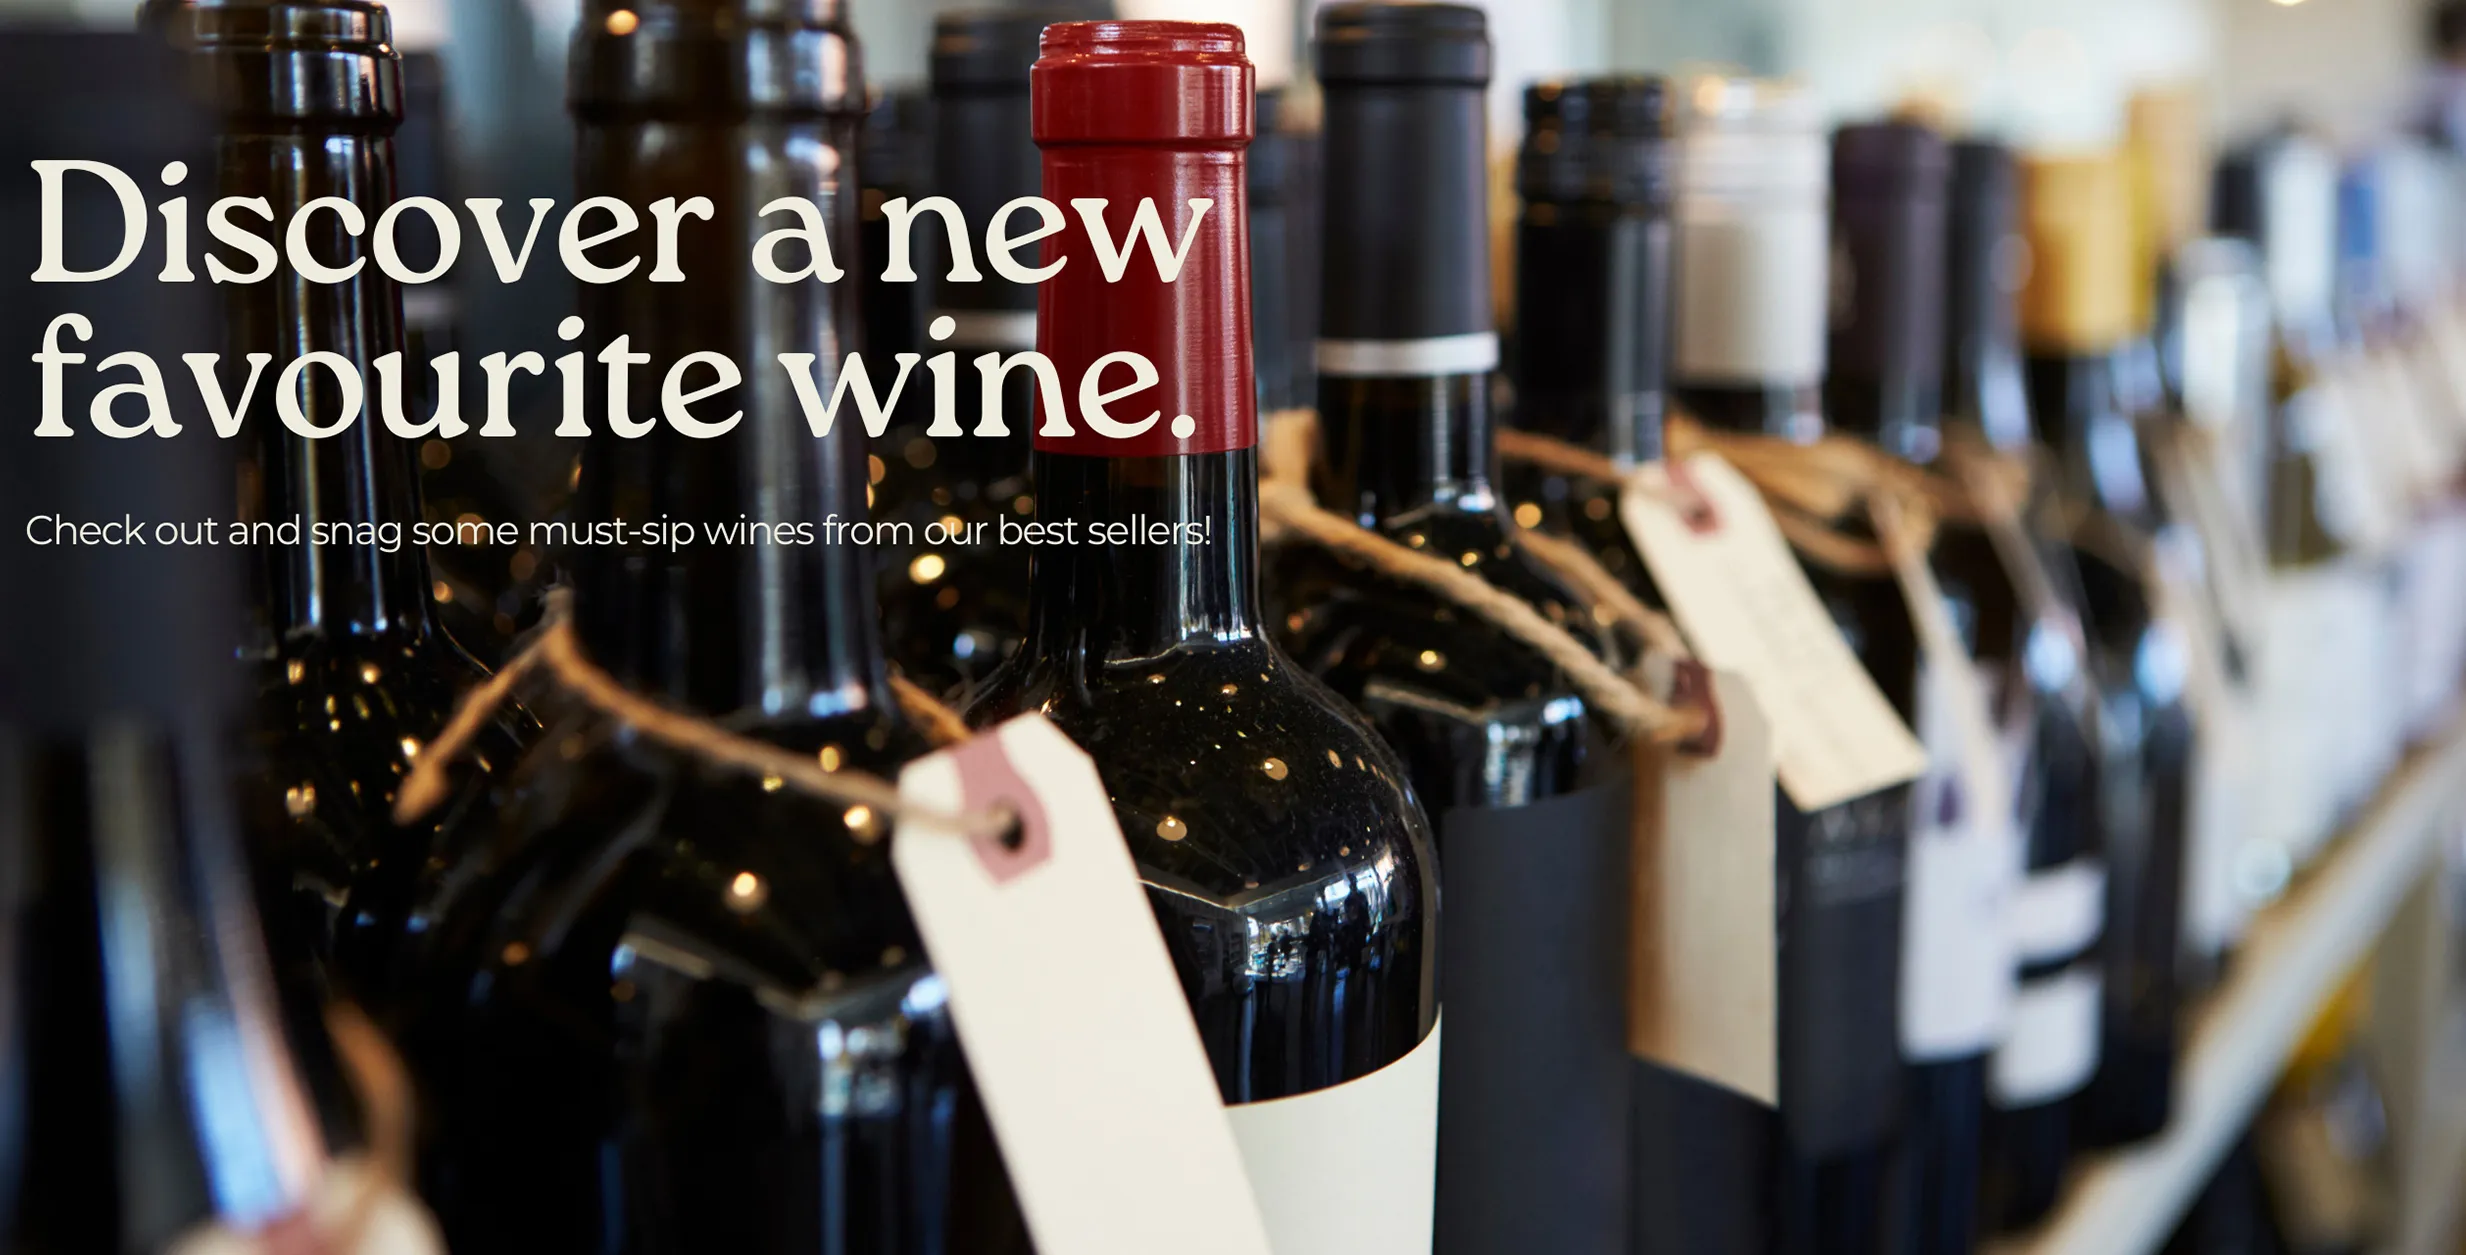 Discover a new
favourite wine.
Check out and snag some must-sip wines from our best sellers!